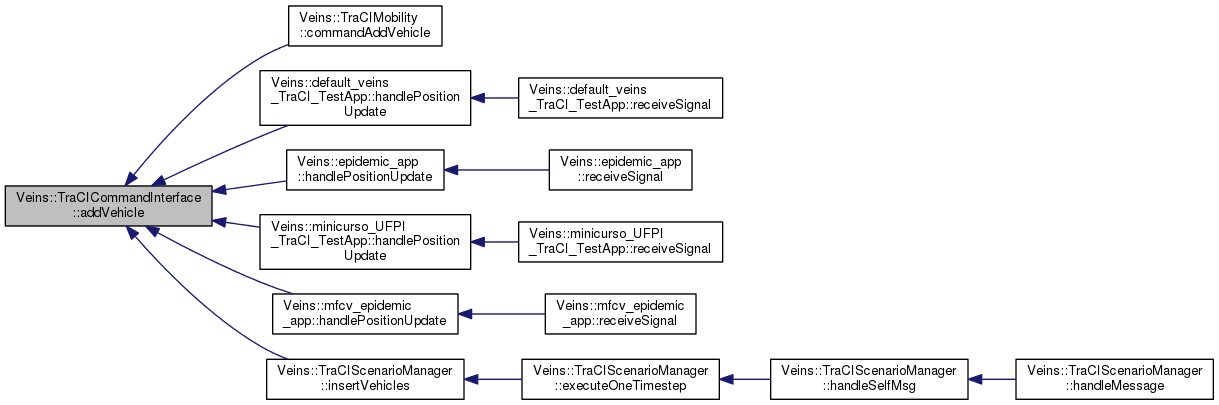 Veins::TraCIMobility
::commandAddVehicle
Veins::default_veins
_TraCI_TestApp::handlePosition
Update
Veins::default_veins
_TraCI_TestApp::receiveSignal
Veins::epidemic_app
::handlePositionUpdate
Veins::epidemic_app
::receiveSignal
Veins::TraCICommandInterface
::addVehicle
Veins::minicurso_UFPI
_TraCI_TestApp::handlePosition
Update
Veins::minicurso_UFPI
_TraCI_TestApp::receiveSignal
Veins::mfcv_epidemic
_app::handlePositionUpdate
Veins::mfcv_epidemic
_app::receiveSignal
Veins::TraCIScenarioManager
::insertVehicles
Veins::TraCIScenarioManager
::executeOneTimestep
Veins::TraCIScenarioManager
::handleSelfMsg
Veins::TraCIScenarioManager
::handleMessage